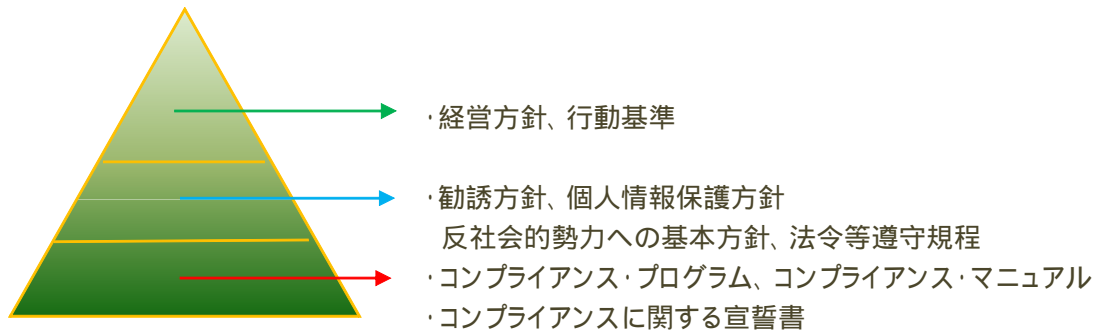 ・経営方針、行動基準
・勧誘方針、個人情報保護方針
反社会的勢力への基本方針、法令等遵守規程
・コンプライアンス・プログラム、コンプライアンス・マニュアル
・コンプライアンスに関する宣誓書